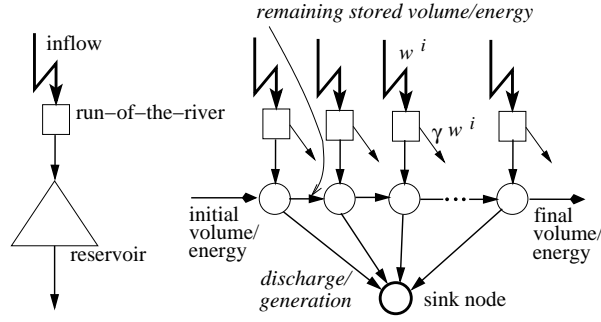 remaining stored volume/energy
inflow
w i
run-of-the-river
γ w i
initial
volume/
energy
final
volume/
energy
reservoir
discharge/
generation
sink node